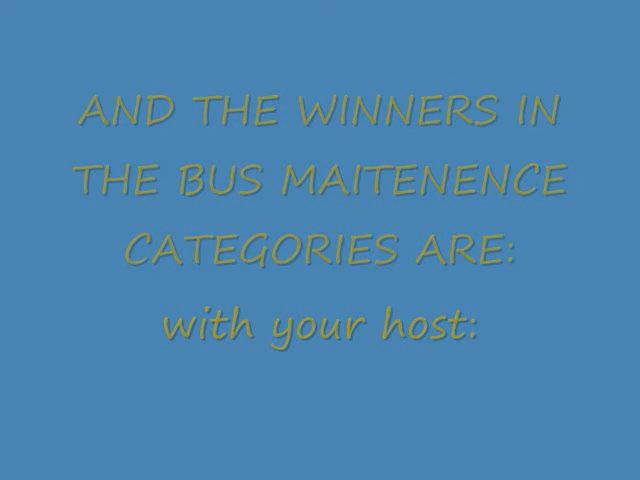 AND THE WINNERS IN
THE BUS MAITENENCE
CATEGORIES ARE:
with your host: